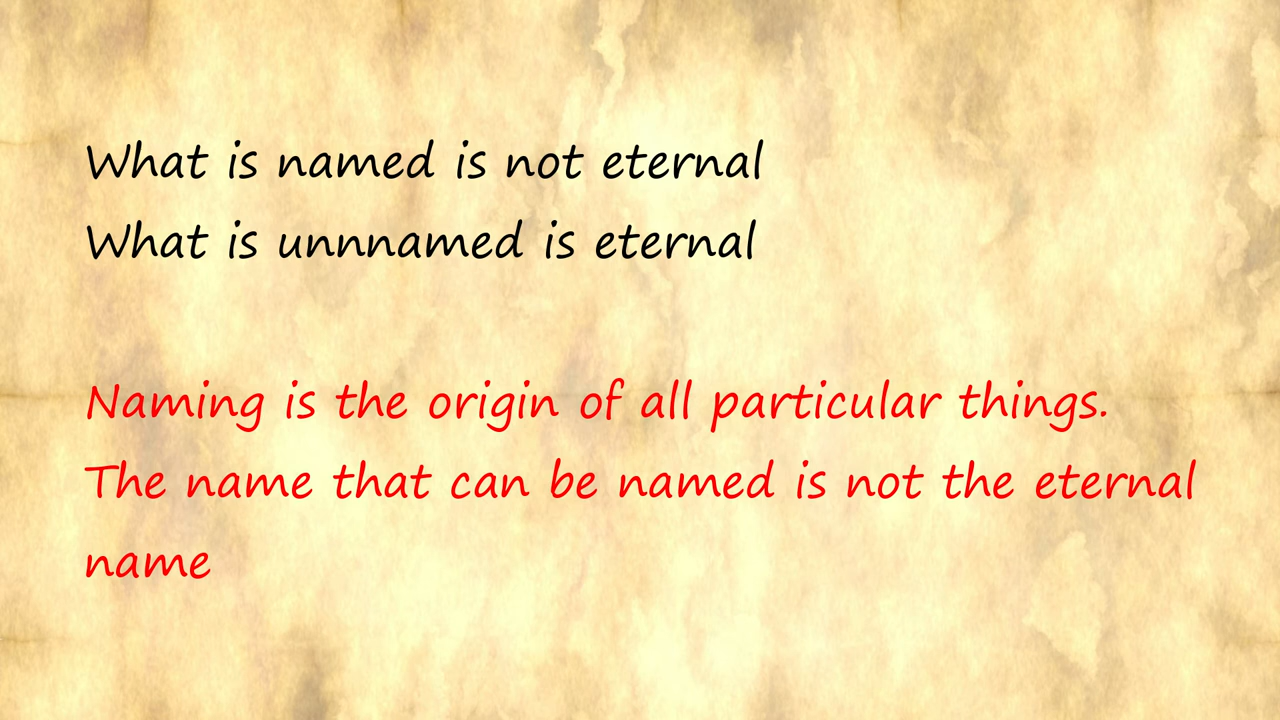 What is named is not eternal
What is unnnamed is eternal
Naming is the origin of all particular things.
The name that can be named is not the eternal
name